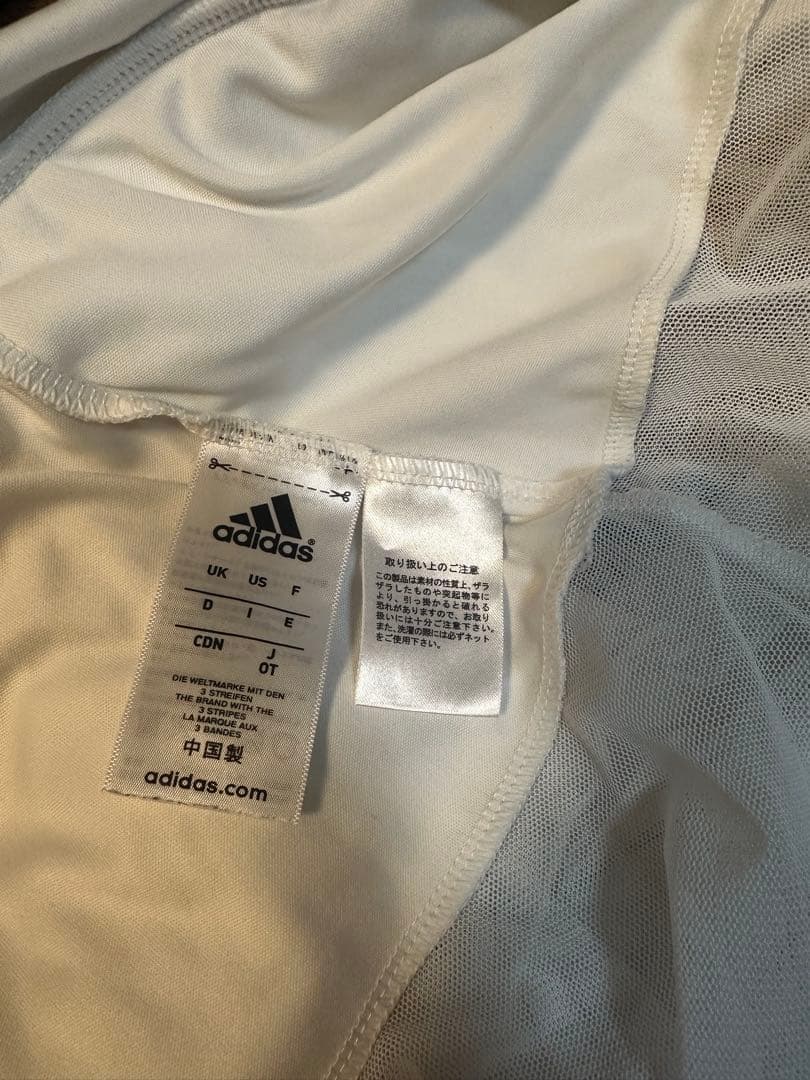 adidas®
UK US F
D I E
CDN J
OT
DIE WELTMARKE MIT DEN
3 STREIFEN
THE BRAND WITH THE
3 STRIPES
LA MARQUE AUX
3 BANDES
中国製
adidas.com
取り扱い上のご注意
この製品は素材の性質上、ザラ
ザラしたものや突起物等に
より、引っ掛かると破れる
恐れがありますので、お取り
扱いには十分ご注意下さい。
また、洗濯の際には必ずネット
をご使用下さい。